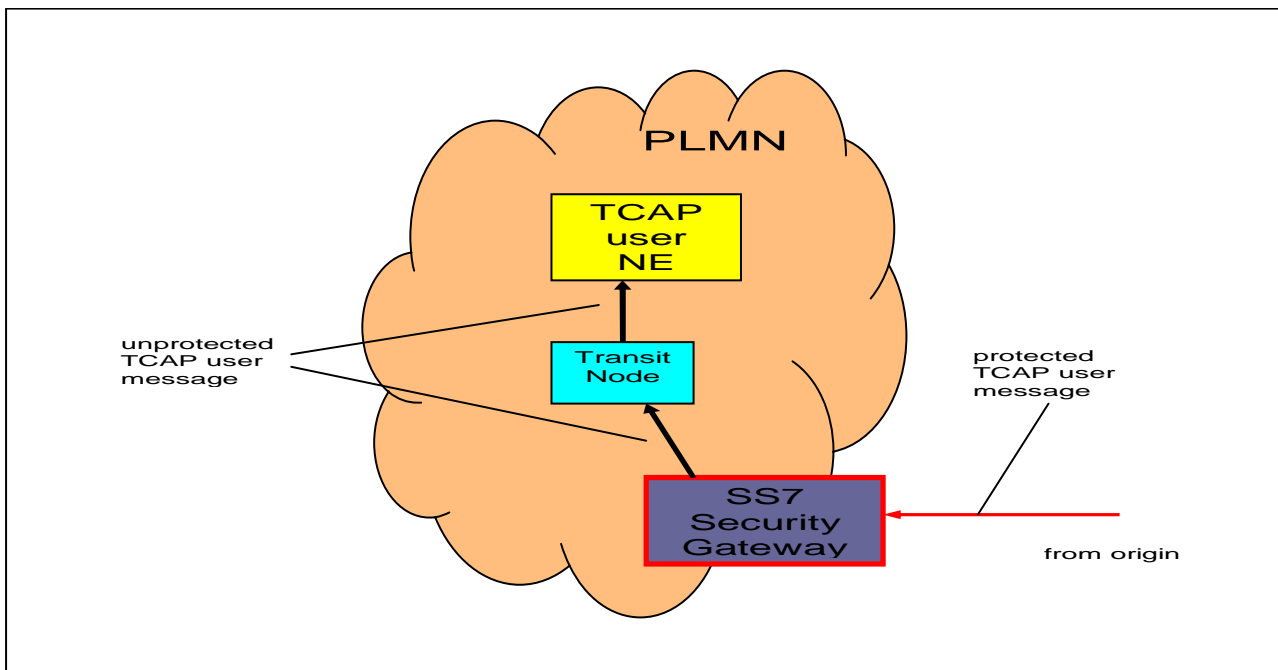 PLMN
TCAP
user
NE
unprotected
TCAP user
message
Transit
Node
protected
TCAP user
message
SS7
Security
Gateway
from origin